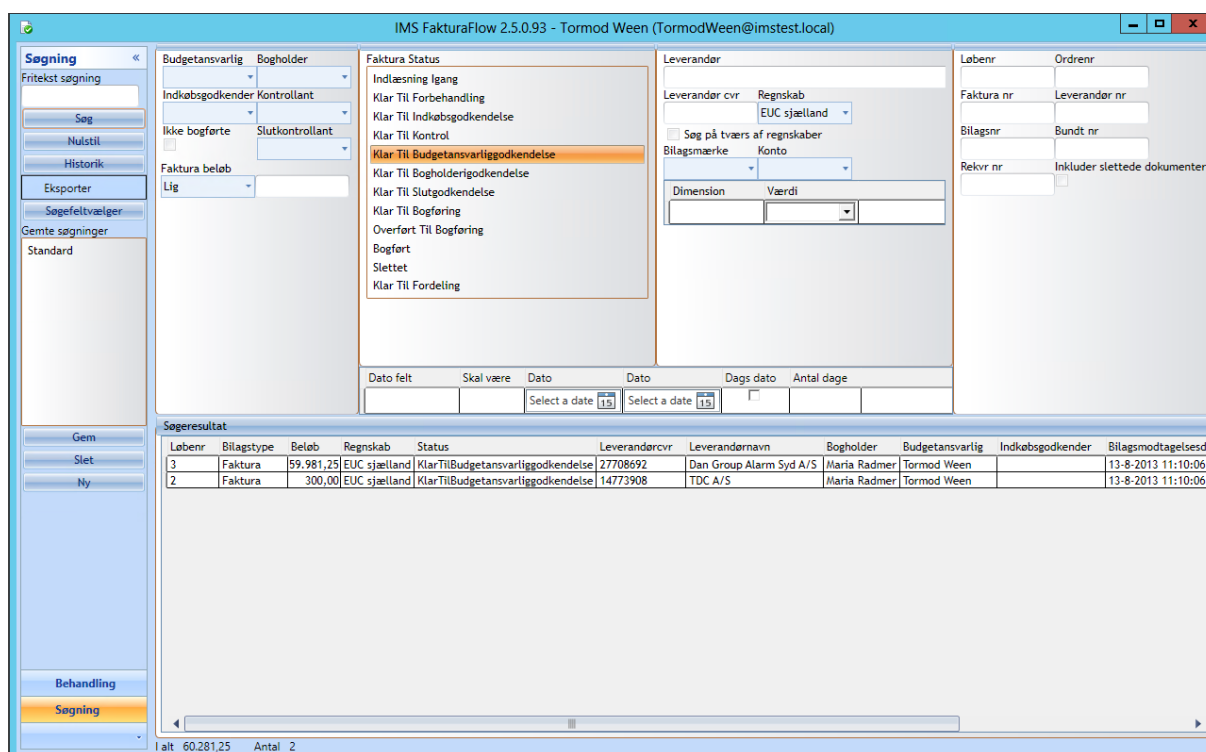 IMS FakturaFlow 2.5.0.93 - Tormod Ween (TormodWeen@imstest.local)
Søgning «
Fritekst søgning
Søg
Nulstil
Historik
Eksporter
Søgefeltvælger
Gemte søgninger
Standard
Gem
Slet
Ny
Behandling
Søgning
Budgetansvarlig Bogholder
Indkøbsgodkender Kontrollant
Ikke bogførte Slutkontrollant
Faktura beløb
Lig
Faktura Status
Indlæsning Igang
Klar Til Forbehandling
Klar Til Indkøbsgodkendelse
Klar Til Kontrol
Klar Til Budgetansvarliggodkendelse
Klar Til Bogholderigodkendelse
Klar Til Slutgodkendelse
Klar Til Bogføring
Overført Til Bogføring
Bogført
Slettet
Klar Til Fordeling
Leverandør
Leverandør cvr Regnskab
EUC sjælland
Søg på tværs af regnskaber
Bilagsmærke Konto
Dimension Værdi
Løbenr Ordrenr
Faktura nr Leverandør nr
Bilagsnr Bundt nr
Rekvr nr Inkluder slettede dokumenter
Dato felt Skal være Dato Dato Dags dato Antal dage
Select a date 15 Select a date 15
Søgeresultat
Løbenr Bilagstype Beløb Regnskab Status Leverandørcvr Leverandørnavn Bogholder Budgetansvarlig Indkøbsgodkender Bilagsmodtagelsesd
3 Faktura 59.981,25 EUC sjælland KlarTilBudgetansvarliggodkendelse 27708692 Dan Group Alarm Syd A/S Maria Radmer Tormod Ween 13-8-2013 11:10:06
2 Faktura 300,00 EUC sjælland KlarTilBudgetansvarliggodkendelse 14773908 TDC A/S Maria Radmer Tormod Ween 13-8-2013 11:10:06
I alt 60.281,25 Antal 2